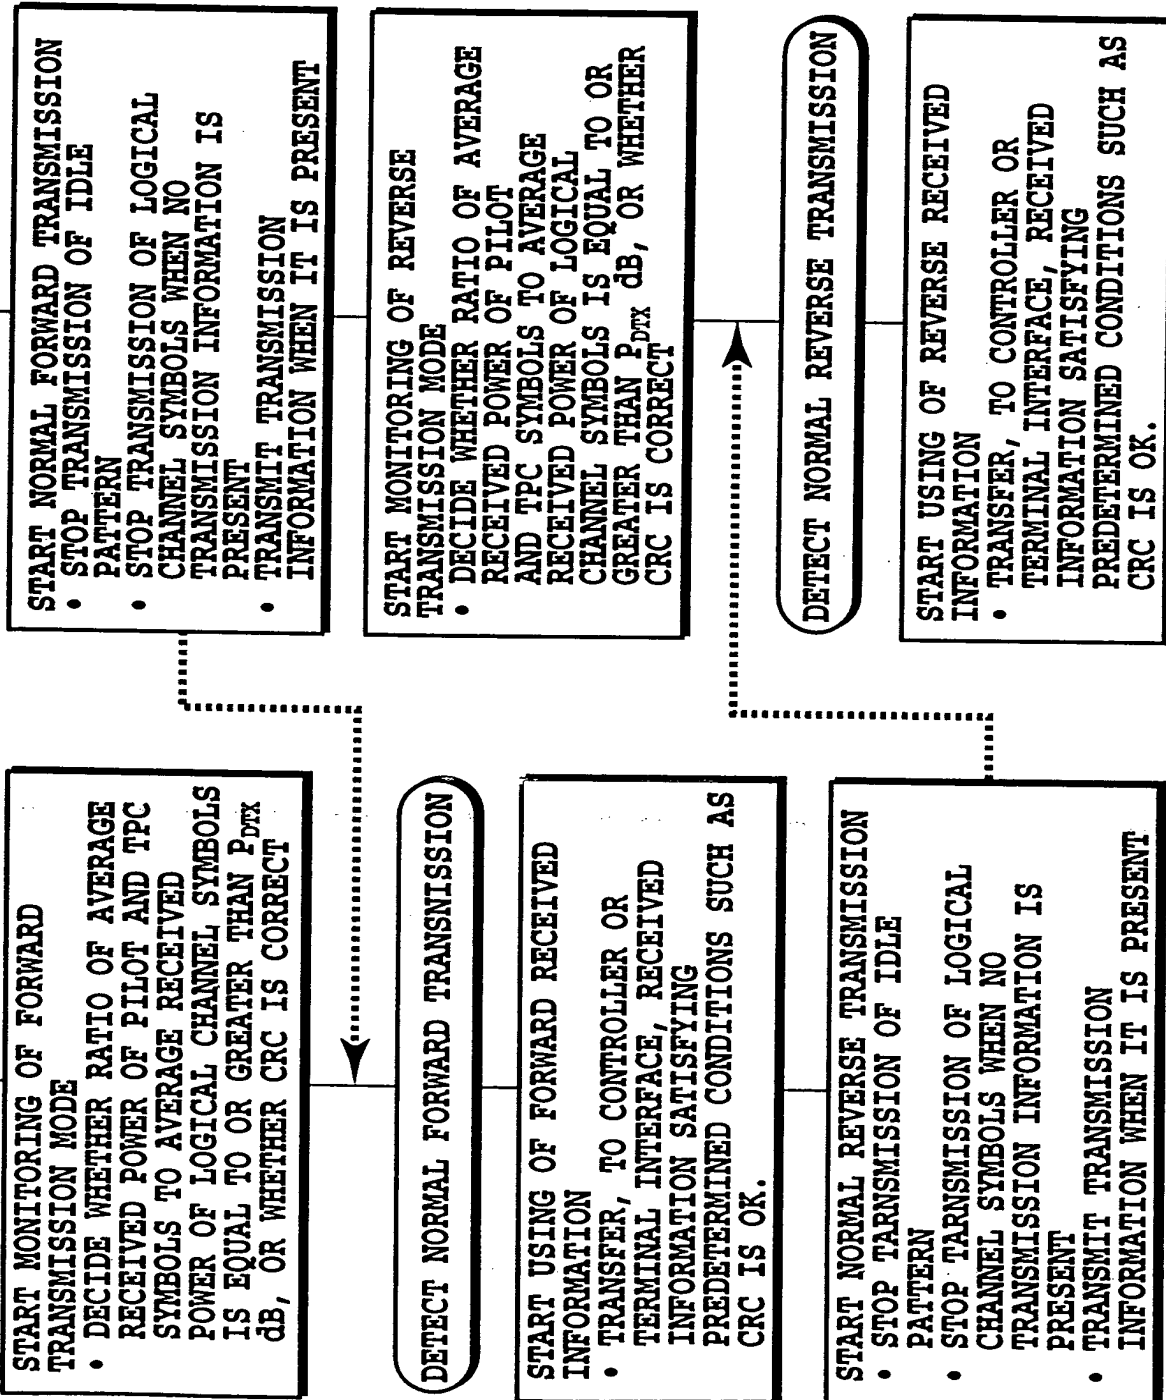 START MONITORING OF FORWARD
TRANSMISSION MODE
• DECIDE WHETHER RATIO OF AVERAGE
RECEIVED POWER OF PILOT AND TPC
SYMBOLS TO AVERAGE RECEIVED
POWER OF LOGICAL CHANNEL SYMBOLS
IS EQUAL TO OR GREATER THAN PDTX
dB, OR WHETHER CRC IS CORRECT
DETECT NORMAL FORWARD TRANSNISSION
START USING OF FORWARD RECEIVED
INFORMATION
• TRANSFER, TO CONTROLLER OR
TERMINAL INTERFACE, RECEIVED
INFORMATION SATISFYING
PREDETERMINED CONDITIONS SUCH AS
CRC IS OK.
START NORMAL REVERSE TRANSMISSION
• STOP TARNSMISSION OF IDLE
PATTERN
• STOP TARNSMISSION OF LOGICAL
CHANNEL SYMBOLS WHEN NO
TRANSMISSION INFORMATION IS
PRESENT
• TRANSMIT TRANSMISSION
INFORMATION WHEN IT IS PRESENT
START NORMAL FORWARD TRANSMISSION
• STOP TRANSMISSION OF IDLE
PATTERN
• STOP TRANSMISSION OF LOGICAL
CHANNEL SYMBOLS WHEN NO
TRANSMISSION INFORMATION IS
PRESENT
• TRANSMIT TRANSMISSION
INFORMATION WHEN IT IS PRESENT
START MONITORING OF REVERSE
TRANSMISSION MODE
• DECIDE WHETHER RATIO OF AVERAGE
RECEIVED POWER OF PILOT
AND TPC SYMBOLS TO AVERAGE
RECEIVED POWER OF LOGICAL
CHANNEL SYMBOLS IS EQUAL TO OR
GREATER THAN PDTX dB, OR WHETHER
CRC IS CORRECT
DETECT NORMAL REVERSE TRANSMISSION
START USING OF REVERSE RECEIVED
INFORMATION
• TRANSFER, TO CONTROLLER OR
TERMINAL INTERFACE, RECEIVED
INFORMATION SATISFYING
PREDETERMINED CONDITIONS SUCH AS
CRC IS OK.